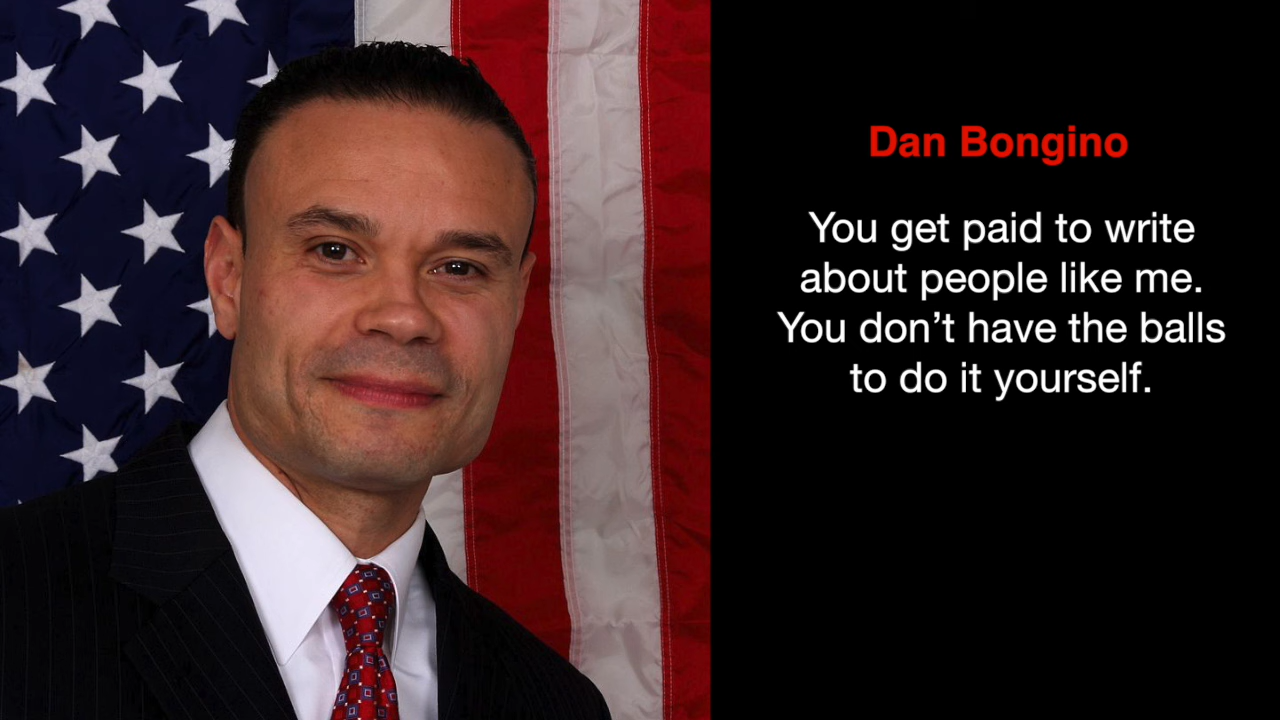 Dan Bongino
You get paid to write
about people like me.
You don’t have the balls
to do it yourself.